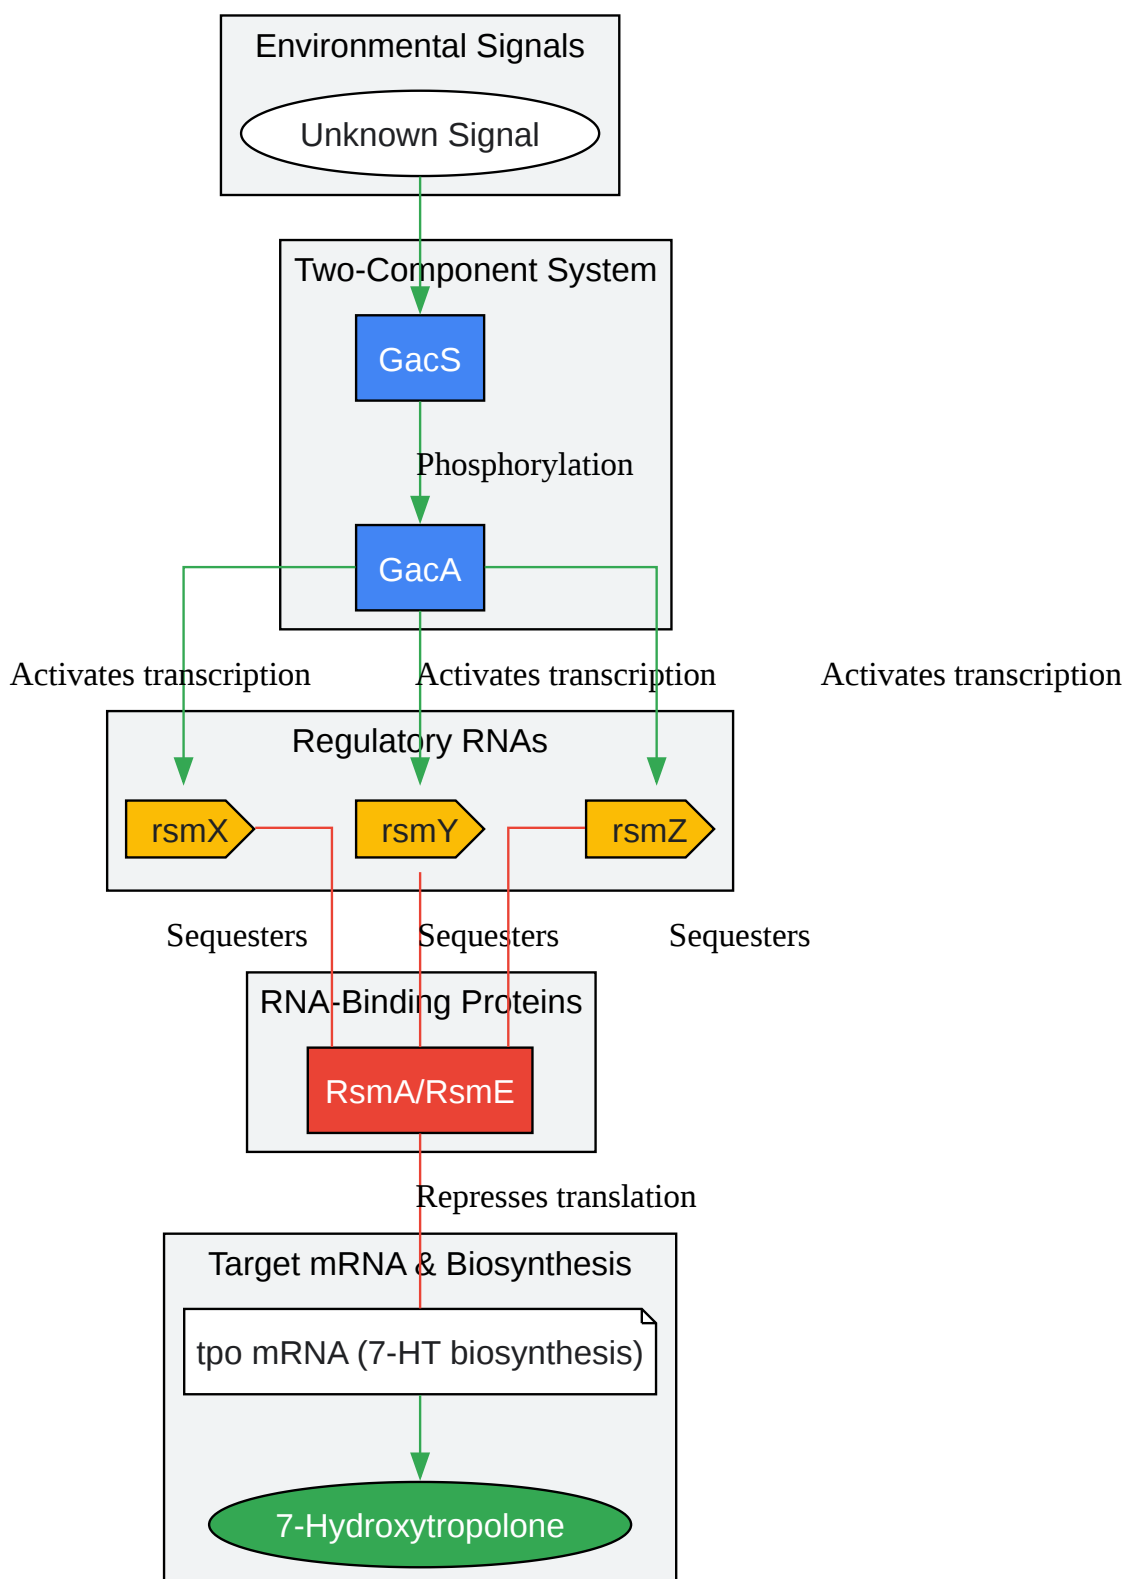 Environmental Signals
Unknown Signal
Two-Component System
GacS
Phosphorylation
GacA
Activates transcription
Activates transcription
Activates transcription
Regulatory RNAs
rsmX
rsmY
rsmZ
Sequesters
Sequesters
Sequesters
RNA-Binding Proteins
RsmA/RsmE
Represses translation
Target mRNA & Biosynthesis
tpo mRNA (7-HT biosynthesis)
7-Hydroxytropolone